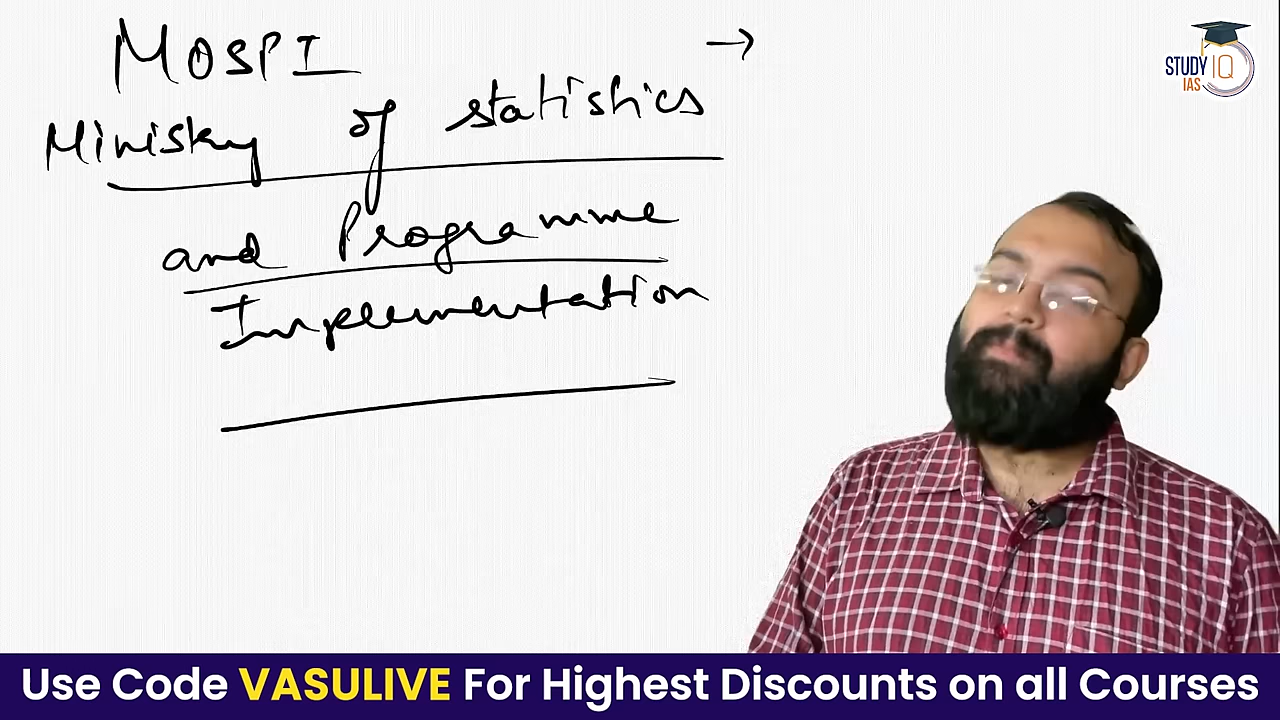 MOSPI →
Ministry of statistics
and Programme
Implementation
STUDY IQ
IAS
Use Code VASULIVE For Highest Discounts on all Courses